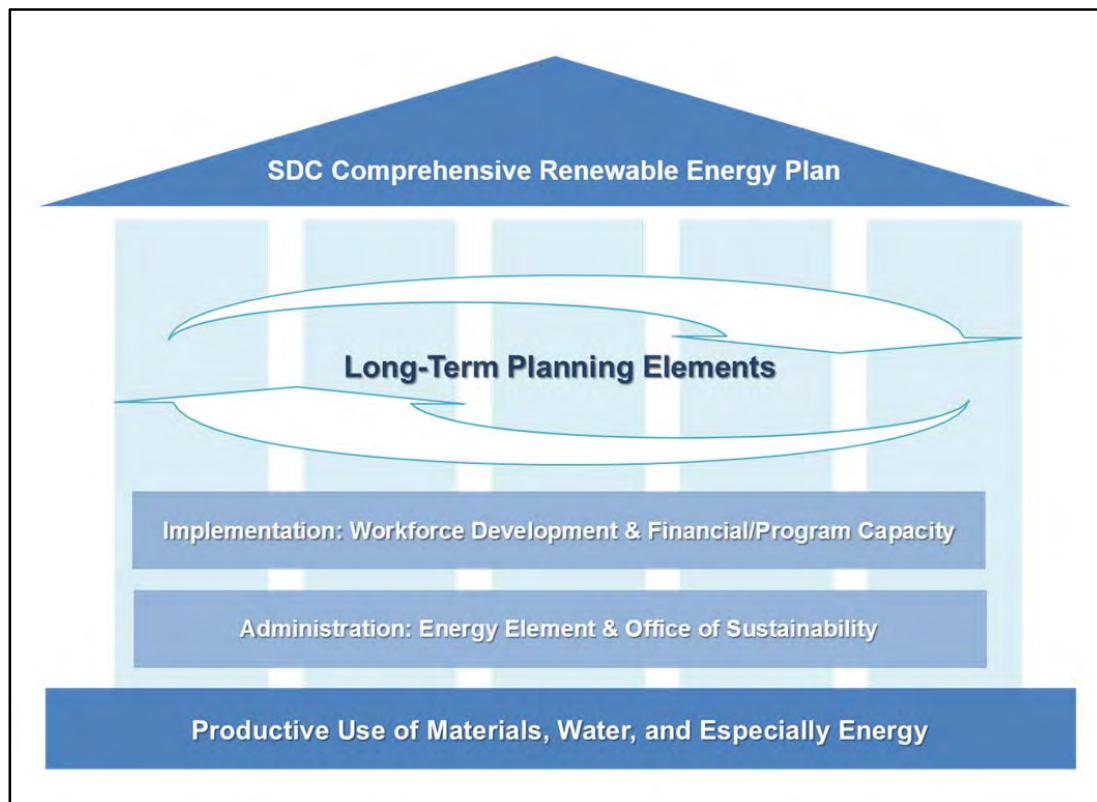 SDC Comprehensive Renewable Energy Plan
Long-Term Planning Elements
Implementation: Workforce Development & Financial/Program Capacity
Administration: Energy Element & Office of Sustainability
Productive Use of Materials, Water, and Especially Energy